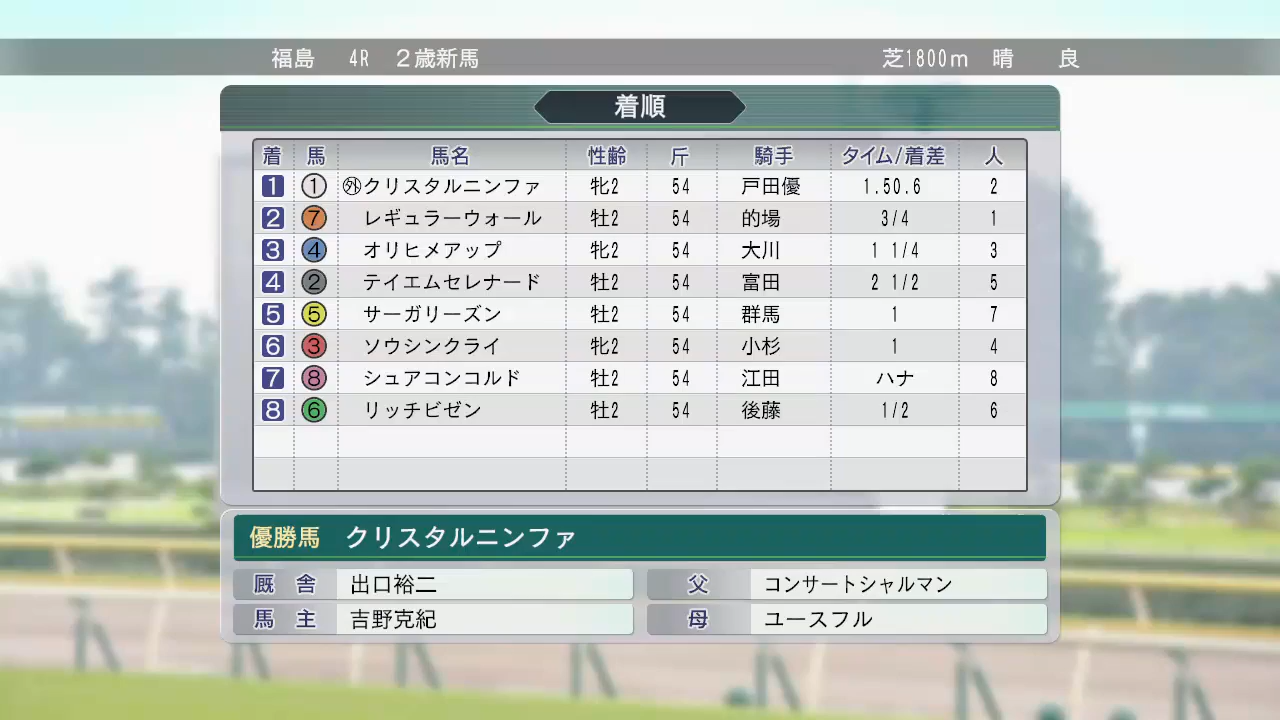 福島 4R 2歳新馬 芝1800m 晴 良
着順
着 馬 馬名 性齢 斤 騎手 タイム/着差 人
1 ① ㊕クリスタルニンファ 牝2 54 戸田優 1.50.6 2
2 ⑦ レギュラーウォール 牡2 54 的場 3/4 1
3 ④ オリヒメアップ 牝2 54 大川 1 1/4 3
4 ② テイエムセレナード 牡2 54 富田 2 1/2 5
5 ⑤ サーガリーズン 牡2 54 群馬 1 7
6 ③ ソウシンクライ 牝2 54 小杉 1 4
7 ⑧ シュアコンコルド 牡2 54 江田 ハナ 8
8 ⑥ リッチビゼン 牡2 54 後藤 1/2 6
優勝馬 クリスタルニンファ
厩舎 出口裕二 父 コンサートシャルマン
馬主 吉野克紀 母 ユースフル